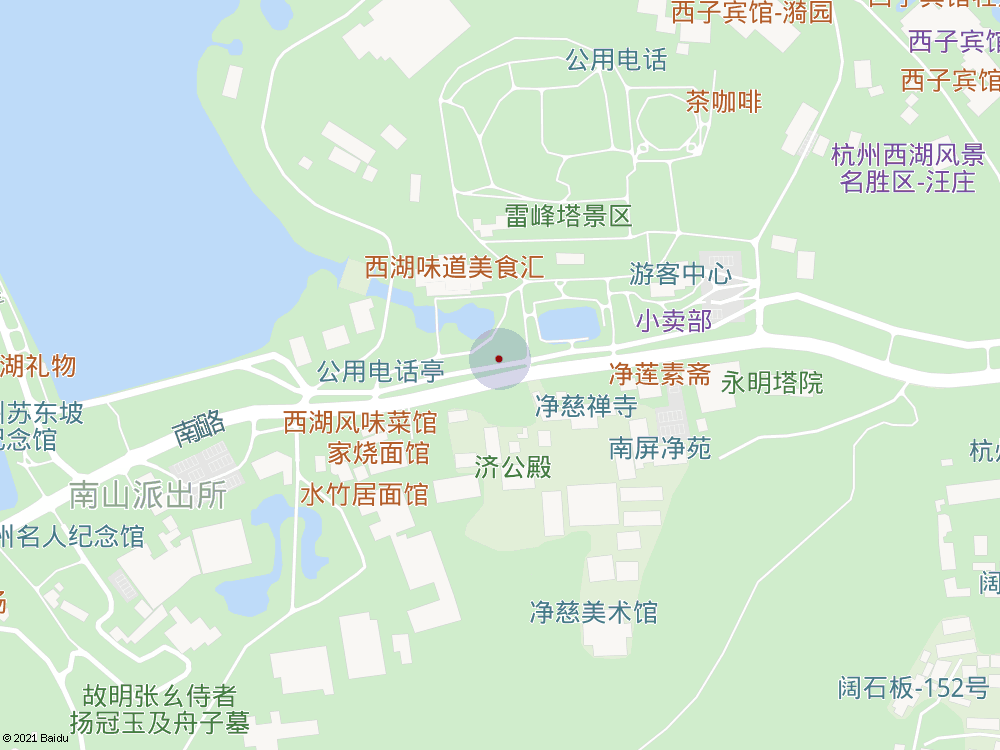 西子宾馆-漪园
西子宾馆
公用电话
西子宾馆
茶咖啡
杭州西湖风景
名胜区-汪庄
雷峰塔景区
西湖味道美食汇
游客中心
小卖部
湖礼物
公用电话亭
净莲素斋
永明塔院
州苏东坡
纪念馆
南山路
西湖风味菜馆
净慈禅寺
家烧面馆
南屏净苑
杭州
济公殿
南山派出所
水竹居面馆
州名人纪念馆
净慈美术馆
阔
阔石板-152号
故明张幺侍者
扬冠玉及舟子墓
© 2021 Baidu